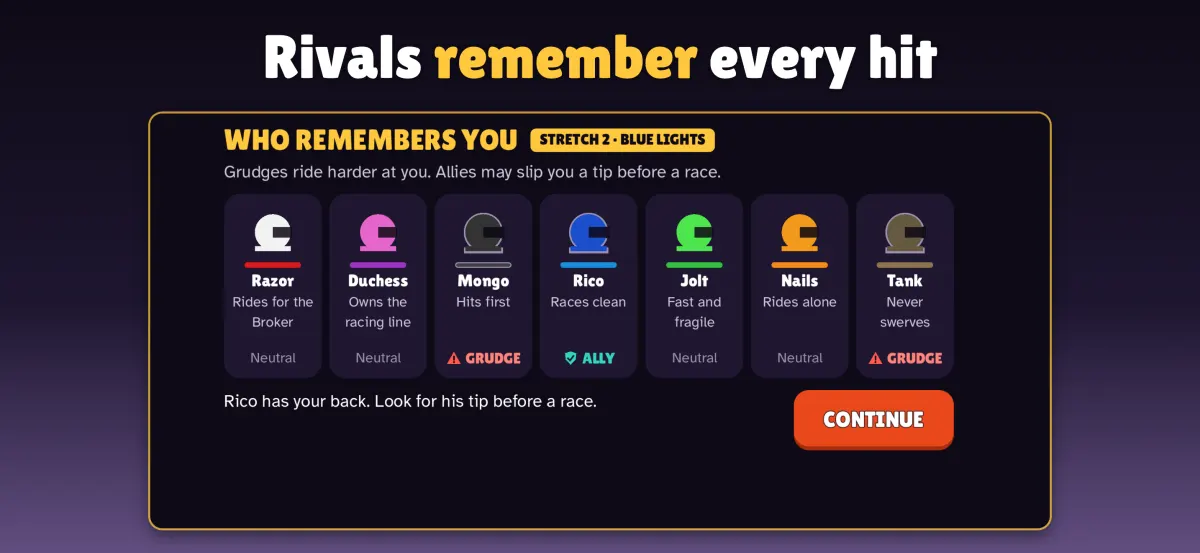 Rivals remember every hit
WHO REMEMBERS YOU
STRETCH 2 · BLUE LIGHTS
Grudges ride harder at you. Allies may slip you a tip before a race.
Razor
Rides for the
Broker
Neutral
Duchess
Owns the
racing line
Neutral
Mongo
Hits first
GRUDGE
Rico
Races clean
ALLY
Jolt
Fast and
fragile
Neutral
Nails
Rides alone
Neutral
Tank
Never
swerves
GRUDGE
Rico has your back. Look for his tip before a race.
CONTINUE